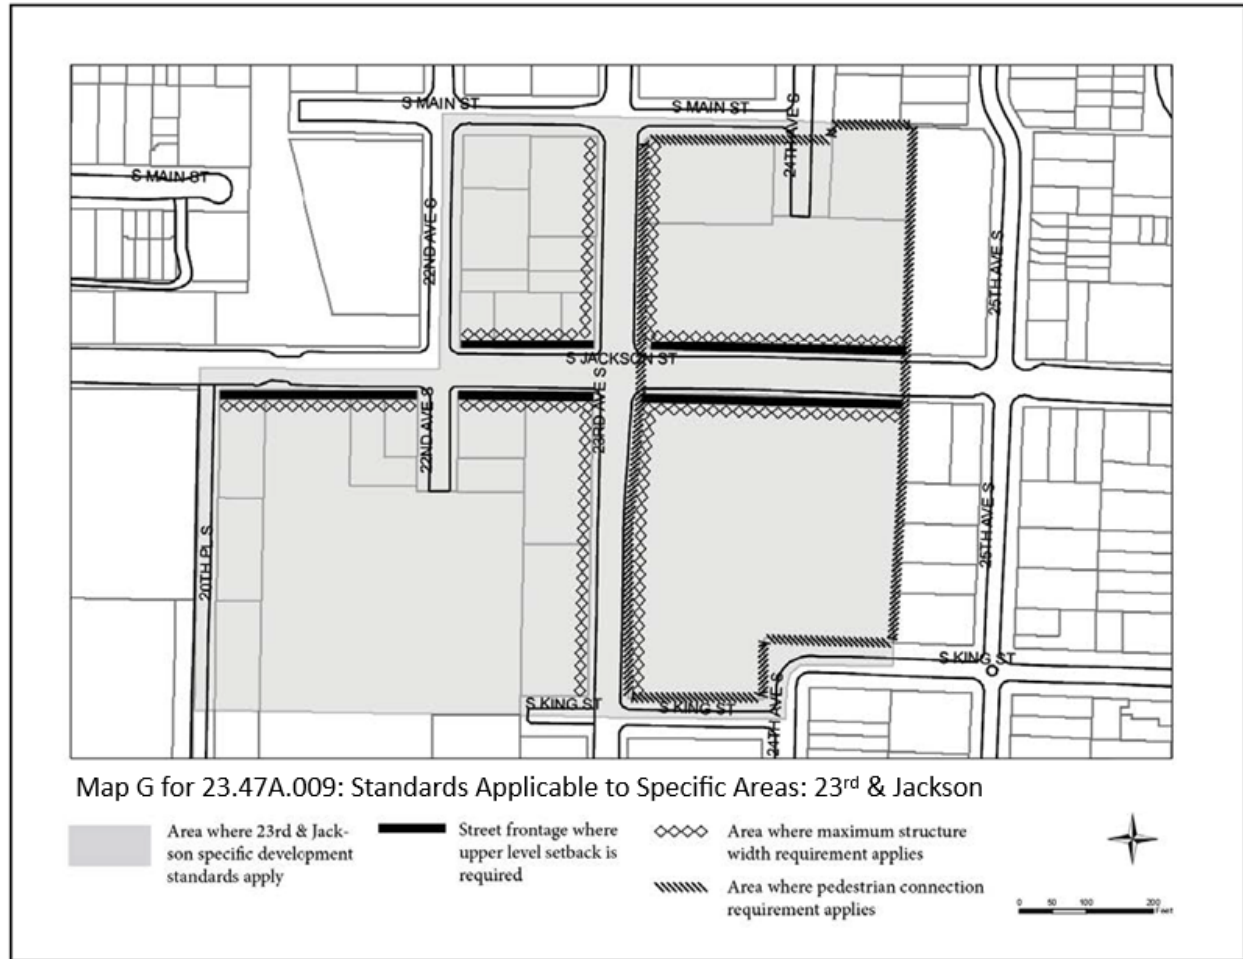 S MAIN ST
S MAIN ST
24TH AVE S
S MAIN ST
22ND AVE S
25TH AVE S
S JACKSON ST
23RD AVE S
22ND AVE S
25TH AVE S
20TH PL S
S KING ST
S KING ST
S KING ST
24TH AVE S
Map G for 23.47A.009: Standards Applicable to Specific Areas: 23rd & Jackson
Area where 23rd & Jack-
son specific development
standards apply
Street frontage where
upper level setback is
required
Area where maximum structure
width requirement applies
Area where pedestrian connection
requirement applies
0 50 100 200
Feet